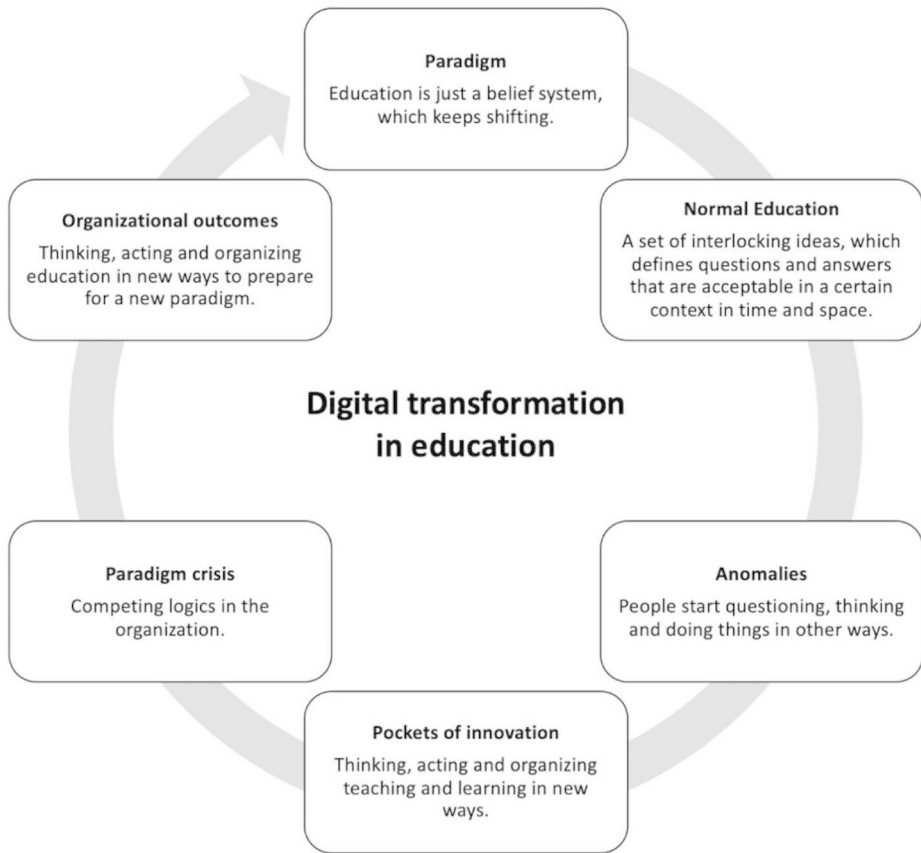 Paradigm
Education is just a belief system,
which keeps shifting.
Normal Education
A set of interlocking ideas, which
defines questions and answers
that are acceptable in a certain
context in time and space.
Anomalies
People start questioning, thinking
and doing things in other ways.
Pockets of innovation
Thinking, acting and organizing
teaching and learning in new
ways.
Paradigm crisis
Competing logics in the
organization.
Organizational outcomes
Thinking, acting and organizing
education in new ways to prepare
for a new paradigm.
Digital transformation
in education